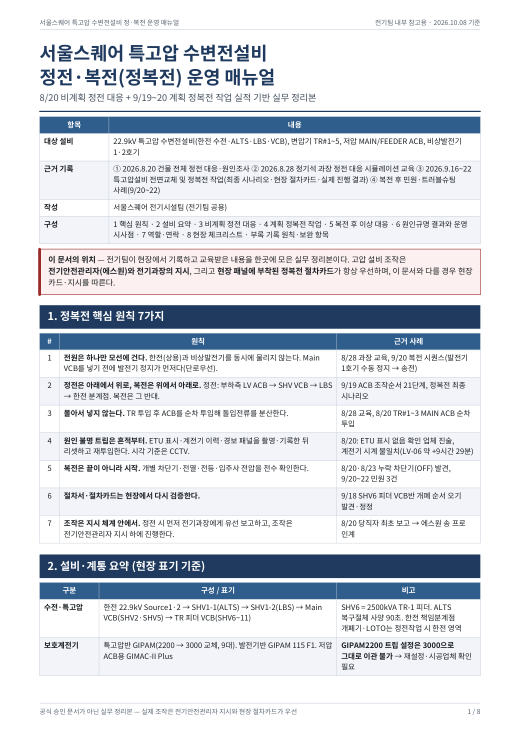 서울스퀘어 특고압 수변전설비 정·복전 운영 매뉴얼
전기팀 내부 참고용 · 2026.10.08 기준
서울스퀘어 특고압 수변전설비
정전·복전(정복전) 운영 매뉴얼
8/20 비계획 정전 대응 + 9/19~20 계획 정복전 작업 실적 기반 실무 정리본
항목
내용
대상 설비
22.9kV 특고압 수변전설비(한전 수전·ALTS·LBS·VCB), 변압기 TR#1~5, 저압 MAIN/FEEDER ACB, 비상발전기
1·2호기
근거 기록
① 2026.8.20 건물 전체 정전 대응·원인조사 ② 2026.8.28 정기석 과장 정전 대응 시뮬레이션 교육 ③ 2026.9.16~22
특고압설비 전면교체 및 정복전 작업(최종 시나리오·현장 절차카드·실제 진행 결과) ④ 복전 후 민원·트러블슈팅
사례(9/20~22)
작성
서울스퀘어 전기시설팀 (전기팀 공용)
구성
1 핵심 원칙 · 2 설비 요약 · 3 비계획 정전 대응 · 4 계획 정복전 작업 · 5 복전 후 이상 대응 · 6 원인규명 결과와 운영
시사점 · 7 역할·연락 · 8 현장 체크리스트 · 부록 기록 원칙·보완 항목
이 문서의 위치 — 전기팀이 현장에서 기록하고 교육받은 내용을 한곳에 모은 실무 정리본이다. 고압 설비 조작은
전기안전관리자(에스원)와 전기과장의 지시, 그리고 현장 패널에 부착된 정복전 절차카드가 항상 우선하며, 이 문서와 다를 경우 현장
카드·지시를 따른다.
1. 정복전 핵심 원칙 7가지
#
원칙
근거 사례
1
전원은 하나만 모선에 건다. 한전(상용)과 비상발전기를 동시에 물리지 않는다. Main
VCB를 넣기 전에 발전기 정지가 먼저다(단로우선).
8/28 과장 교육, 9/20 복전 시퀀스(발전기
1호기 수동 정지 → 송전)
2
정전은 아래에서 위로, 복전은 위에서 아래로. 정전: 부하측 LV ACB → SHV VCB → LBS
→ 한전 분계점. 복전은 그 반대.
9/19 ACB 조작순서 21단계, 정복전 최종
시나리오
3
몰아서 넣지 않는다. TR 투입 후 ACB를 순차 투입해 돌입전류를 분산한다.
8/28 교육, 8/20 TR#1~3 MAIN ACB 순차
투입
4
원인 불명 트립은 흔적부터. ETU 표시·계전기 이력·경보 패널을 촬영·기록한 뒤
리셋하고 재투입한다. 시각 기준은 CCTV.
8/20: ETU 표시 없음 확인 업체 진술,
계전기 시계 불일치(LV-06 약 +9시간 29분)
5
복전은 끝이 아니라 시작. 개별 차단기·전열·전등·입주사 전압을 전수 확인한다.
8/20·8/23 누락 차단기(OFF) 발견,
9/20~22 민원 3건
6
절차서·절차카드는 현장에서 다시 검증한다.
9/18 SHV6 피더 VCB반 개폐 순서 오기
발견·정정
7
조작은 지시 체계 안에서. 정전 시 먼저 전기과장에게 유선 보고하고, 조작은
전기안전관리자 지시 하에 진행한다.
8/20 당직자 최초 보고 → 에스원 송 프로
인계
2. 설비·계통 요약 (현장 표기 기준)
구분
구성 / 표기
비고
수전·특고압
한전 22.9kV Source1·2 → SHV1-1(ALTS) → SHV1-2(LBS) → Main
VCB(SHV2·SHV5) → TR 피더 VCB(SHV6~11)
SHV6 = 2500kVA TR-1 피더. ALTS
복구절체 사양 90초. 한전 책임분계점
개폐기·LOTO는 정전작업 시 한전 영역
보호계전기
특고압반 GIPAM(2200 → 3000 교체, 9대). 발전기반 GIPAM 115 F1. 저압
ACB용 GIMAC-II Plus
GIPAM2200 트립 설정은 3000으로
그대로 이관 불가 → 재설정·시공업체 확인
필요
공식 승인 문서가 아닌 실무 정리본 — 실제 조작은 전기안전관리자 지시와 현장 절차카드가 우선
1 / 8